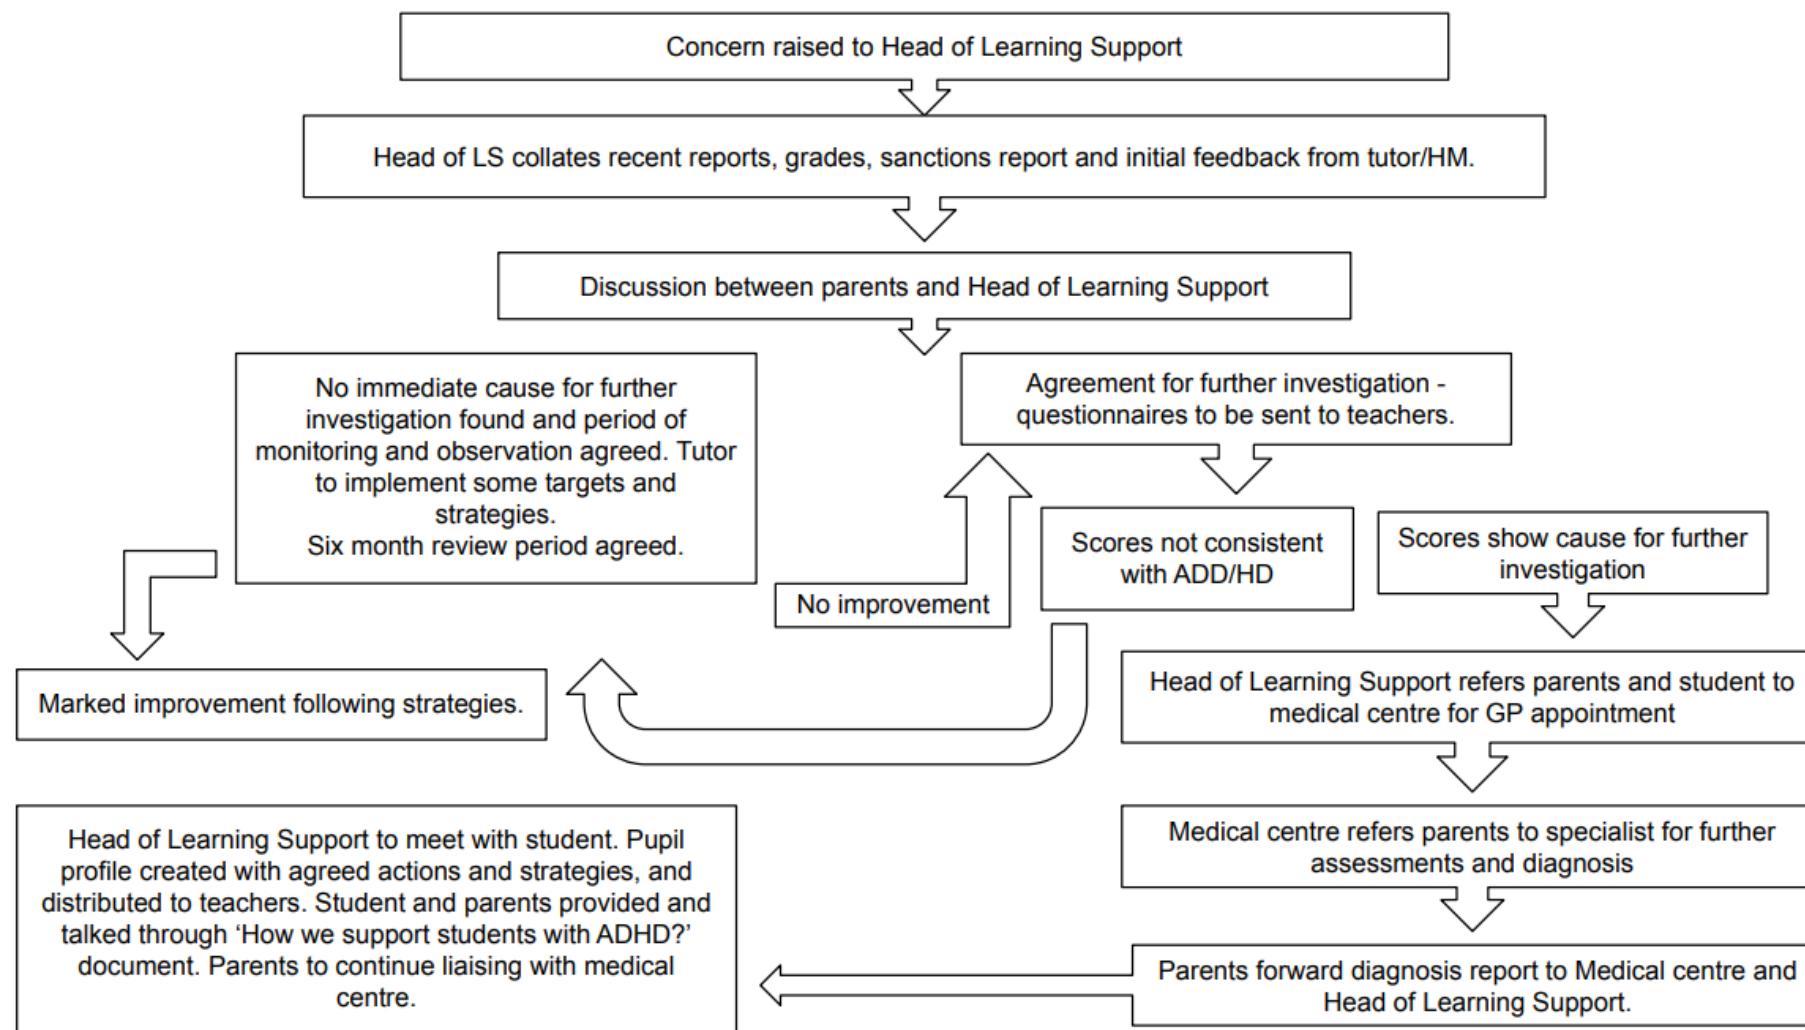 Concern raised to Head of Learning Support
Head of LS collates recent reports, grades, sanctions report and initial feedback from tutor/HM.
Discussion between parents and Head of Learning Support
No immediate cause for further
investigation found and period of
monitoring and observation agreed. Tutor
to implement some targets and
strategies.
Six month review period agreed.
Agreement for further investigation -
questionnaires to be sent to teachers.
No improvement
Scores not consistent
with ADD/HD
Scores show cause for further
investigation
Marked improvement following strategies.
Head of Learning Support refers parents and student to
medical centre for GP appointment
Medical centre refers parents to specialist for further
assessments and diagnosis
Parents forward diagnosis report to Medical centre and
Head of Learning Support.
Head of Learning Support to meet with student. Pupil
profile created with agreed actions and strategies, and
distributed to teachers. Student and parents provided and
talked through ‘How we support students with ADHD?’
document. Parents to continue liaising with medical
centre.